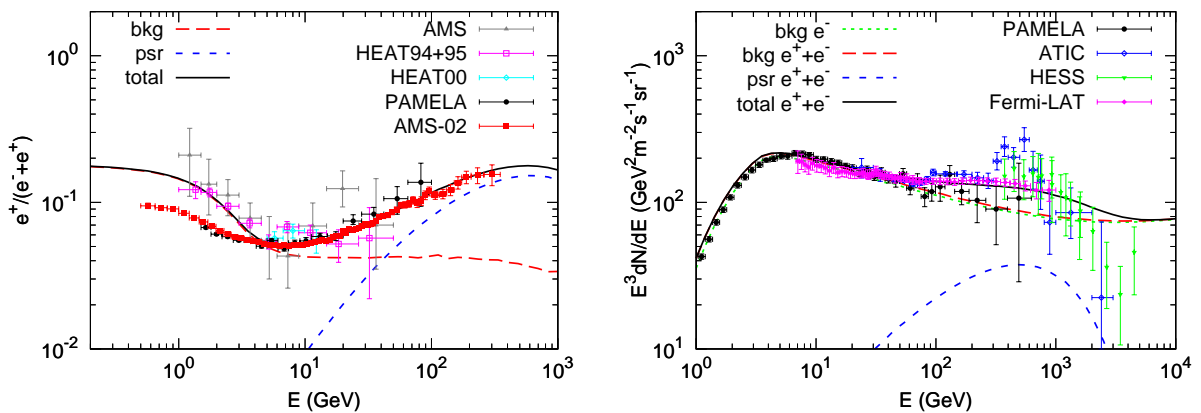 bkg
psr
total
AMS
HEAT94+95
HEAT00
PAMELA
AMS-02
10⁰
10⁻¹
10⁻²
e⁺/(e⁻+e⁺)
10⁰ 10¹ 10² 10³
E (GeV)
bkg e⁻
bkg e⁺+e⁻
psr e⁺+e⁻
total e⁺+e⁻
PAMELA
ATIC
HESS
Fermi-LAT
10³
10²
10¹
E³dN/dE (GeV²m⁻²s⁻¹sr⁻¹)
10⁰ 10¹ 10² 10³ 10⁴
E (GeV)